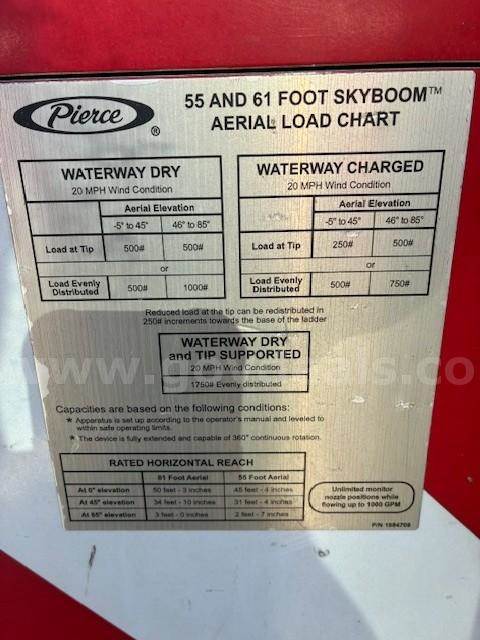 Pierce ®
55 AND 61 FOOT SKYBOOM™
AERIAL LOAD CHART
WATERWAY DRY
20 MPH Wind Condition
Aerial Elevation
-5° to 45° 46° to 85°
Load at Tip 500# 500#
or
Load Evenly
Distributed 500# 1000#
WATERWAY CHARGED
20 MPH Wind Condition
Aerial Elevation
-5° to 45° 46° to 85°
Load at Tip 250# 500#
or
Load Evenly
Distributed 500# 750#
Reduced load at the tip can be redistributed in
250# increments towards the base of the ladder
WATERWAY DRY
and TIP SUPPORTED
20 MPH Wind Condition
1750# Evenly distributed
Capacities are based on the following conditions:
★ Apparatus is set up according to the operator's manual and leveled to
within safe operating limits.
★ The device is fully extended and capable of 360° continuous rotation.
RATED HORIZONTAL REACH
61 Foot Aerial 55 Foot Aerial
At 0° elevation 50 feet - 3 inches 45 feet - 4 inches
At 45° elevation 34 feet - 10 inches 31 feet - 4 inches
At 85° elevation 3 feet - 0 inches 2 feet - 7 inches
Unlimited monitor
nozzle positions while
flowing up to 1000 GPM